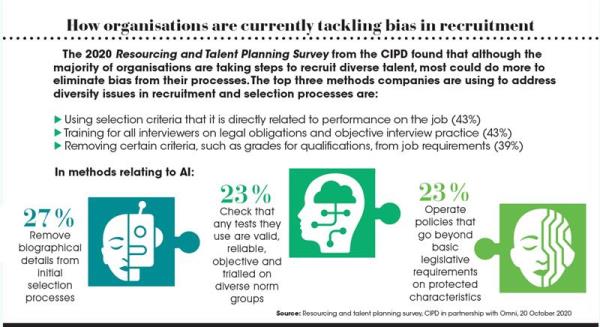 How organisations are currently tackling bias in recruitment
The 2020 Resourcing and Talent Planning Survey from the CIPD found that although the
majority of organisations are taking steps to recruit diverse talent, most could do more to
eliminate bias from their processes. The top three methods companies are using to address
diversity issues in recruitment and selection processes are:
▶ Using selection criteria that it is directly related to performance on the job (43%)
▶ Training for all interviewers on legal obligations and objective interview practice (43%)
▶ Removing certain criteria, such as grades for qualifications, from job requirements (39%)
In methods relating to AI:
27%
Remove
biographical
details from
initial
selection
processes
23%
Check that
any tests they
use are valid,
reliable,
objective and
trialled on
diverse norm
groups
23%
Operate
policies that
go beyond
basic
legislative
requirements
on protected
characteristics
Source: Resourcing and talent planning survey, CIPD in partnership with Omni, 20 October 2020